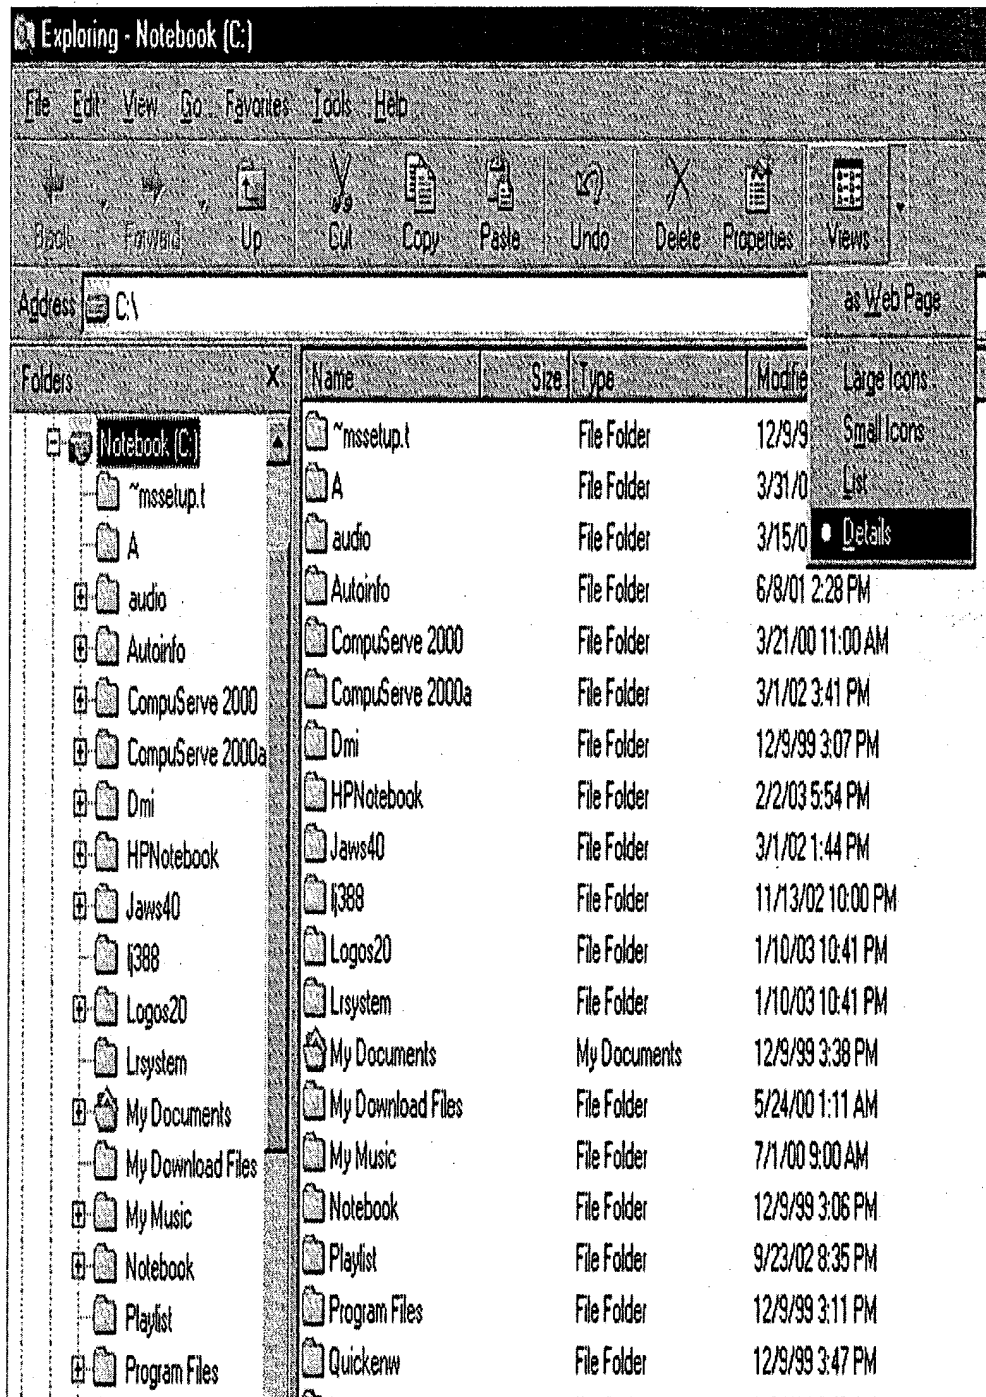 Exploring - Notebook (C:)
File Edit View Go Favorites Tools Help
Back Forward Up Cut Copy Paste Undo Delete Properties Views
Address C:\
as Web Page
Large Icons
Small Icons
List
Details
Folders X
Notebook (C:)
~mssetup.t
A
audio
Autoinfo
CompuServe 2000
CompuServe 2000a
Dmi
HPNotebook
Jaws40
lj388
Logos20
Lrsystem
My Documents
My Download Files
My Music
Notebook
Playlist
Program Files
Name Size Type Modifie
~mssetup.t File Folder 12/9/9
A File Folder 3/31/0
audio File Folder 3/15/0
Autoinfo File Folder 6/8/01 2:28 PM
CompuServe 2000 File Folder 3/21/00 11:00 AM
CompuServe 2000a File Folder 3/1/02 3:41 PM
Dmi File Folder 12/9/99 3:07 PM
HPNotebook File Folder 2/2/03 5:54 PM
Jaws40 File Folder 3/1/02 1:44 PM
lj388 File Folder 11/13/02 10:00 PM
Logos20 File Folder 1/10/03 10:41 PM
Lrsystem File Folder 1/10/03 10:41 PM
My Documents My Documents 12/9/99 3:38 PM
My Download Files File Folder 5/24/00 1:11 AM
My Music File Folder 7/1/00 9:00 AM
Notebook File Folder 12/9/99 3:06 PM
Playlist File Folder 9/23/02 8:35 PM
Program Files File Folder 12/9/99 3:11 PM
Quickenw File Folder 12/9/99 3:47 PM